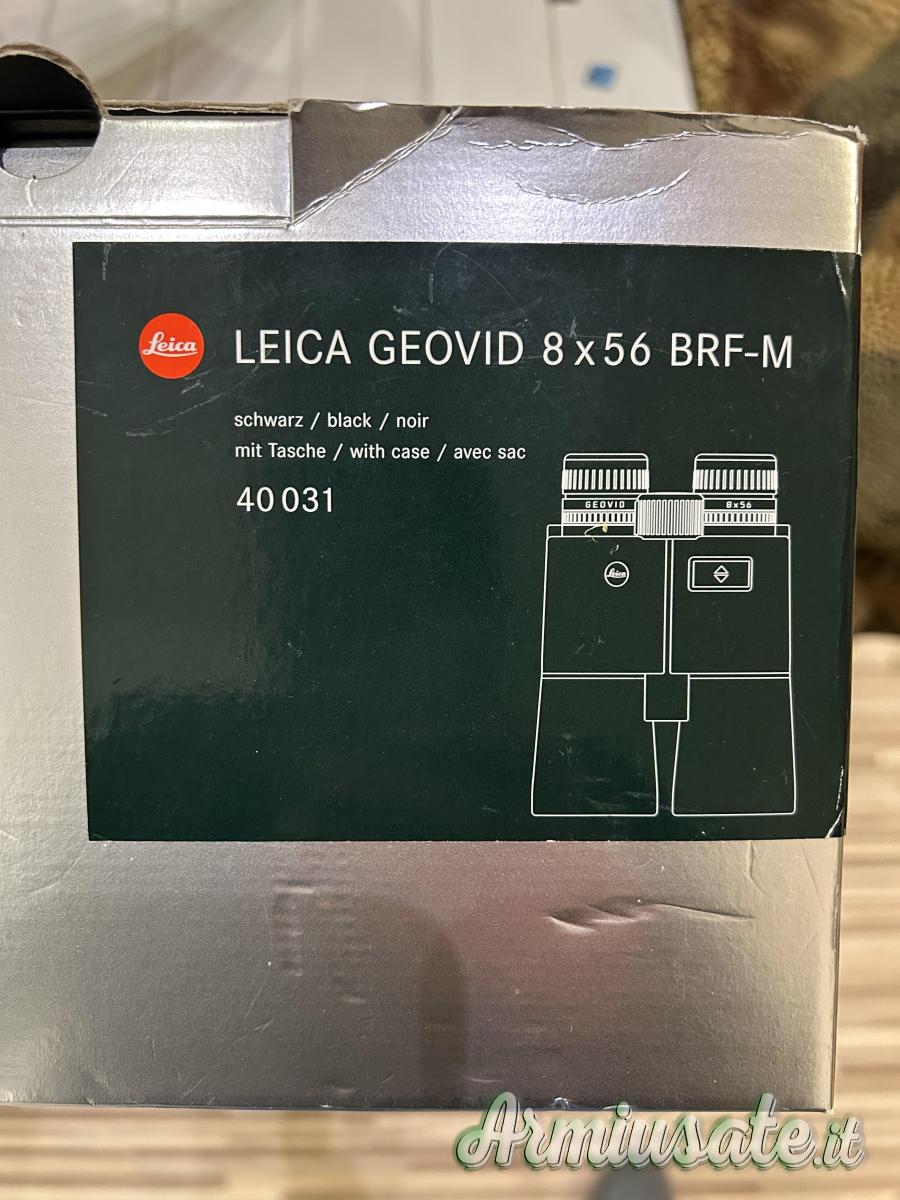 Leica
LEICA GEOVID 8x56 BRF-M
schwarz / black / noir
mit Tasche / with case / avec sac
40 031
GEOVID
8x56
Leica
Armiusate.it